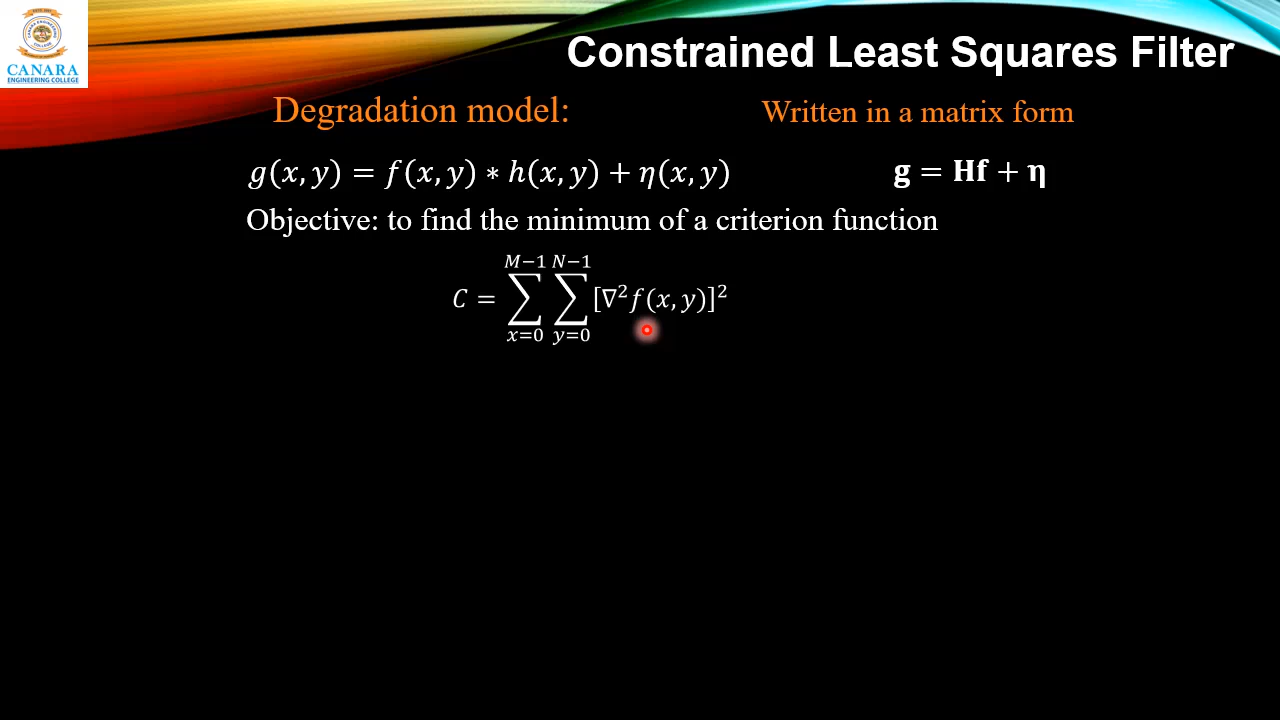 CANARA
ENGINEERING COLLEGE
Constrained Least Squares Filter
Degradation model:
Written in a matrix form
g(x, y) = f(x, y) ∗ h(x, y) + η(x, y)
g = Hf + η
Objective: to find the minimum of a criterion function
C = ∑_{x=0}^{M−1} ∑_{y=0}^{N−1} [∇²f(x, y)]²